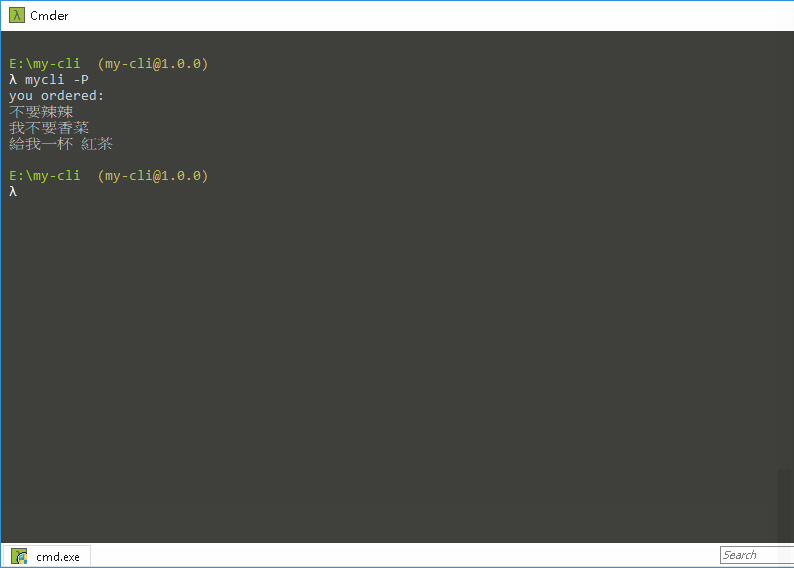 Cmder
E:\my-cli (my-cli@1.0.0)
λ mycli -P
you ordered:
不要辣辣
我不要香菜
給我一杯 紅茶
E:\my-cli (my-cli@1.0.0)
λ
cmd.exe
Search